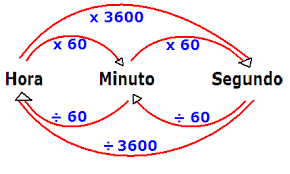 x 3600
x 60 x 60
Hora Minuto Segundo
÷ 60 ÷ 60
÷ 3600